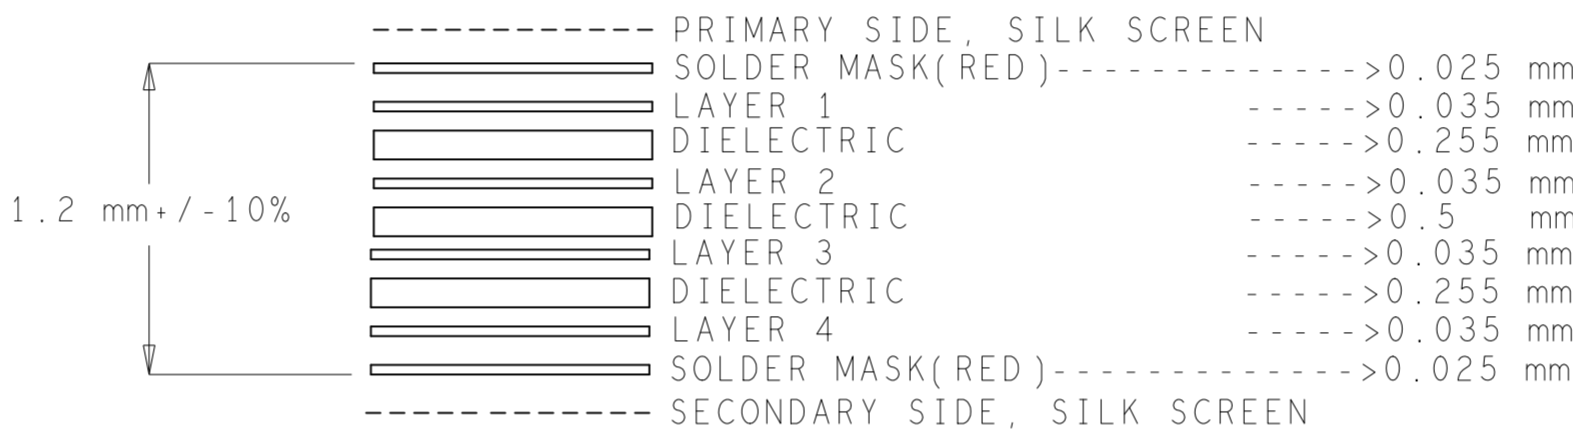 PRIMARY SIDE, SILK SCREEN
SOLDER MASK(RED)------------->0.025 mm
LAYER 1 ----->0.035 mm
DIELECTRIC ----->0.255 mm
LAYER 2 ----->0.035 mm
1.2 mm+/-10%
DIELECTRIC ----->0.5 mm
LAYER 3 ----->0.035 mm
DIELECTRIC ----->0.255 mm
LAYER 4 ----->0.035 mm
SOLDER MASK(RED)------------->0.025 mm
SECONDARY SIDE, SILK SCREEN